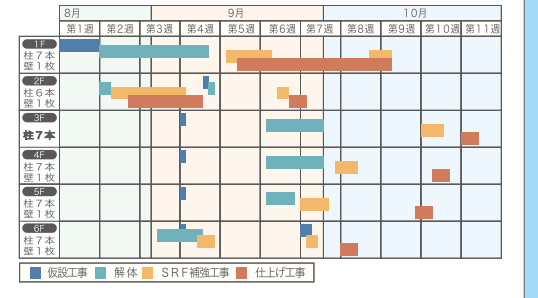 8月 9月 10月
第1週 第2週 第3週 第4週 第5週 第6週 第7週 第8週 第9週 第10週 第11週
1F
柱7本
壁1枚
2F
柱6本
壁1枚
3F
柱7本
4F
柱7本
壁1枚
5F
柱7本
壁1枚
6F
柱7本
壁1枚
仮設工事 解体 SRF補強工事 仕上げ工事